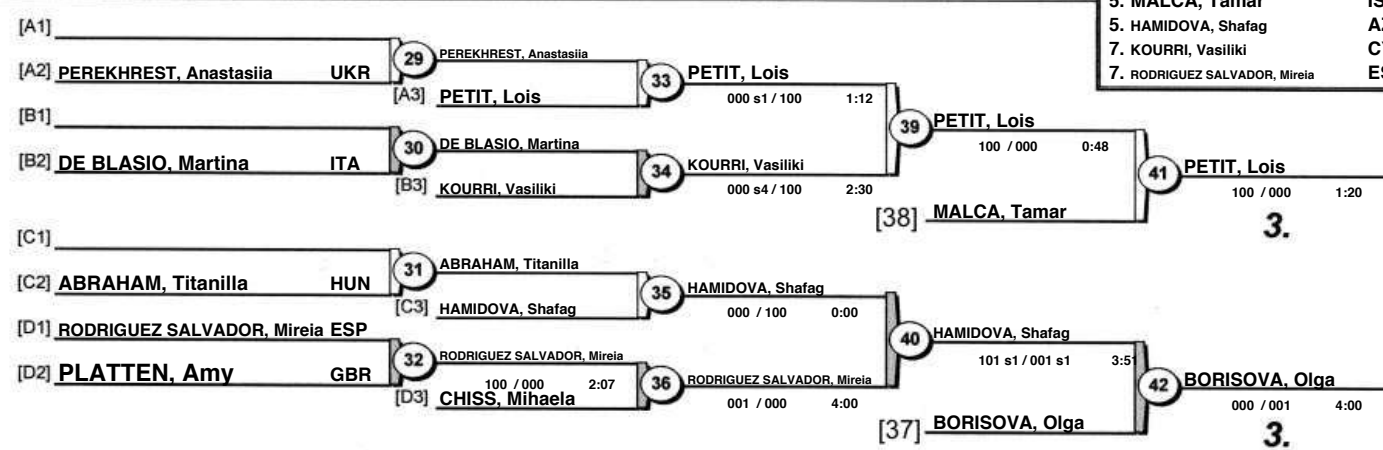 5. MALCA, Tamar
5. HAMIDOVA, Shafag
7. KOURRI, Vasiliki
7. RODRIGUEZ SALVADOR, Mireia
[A1]
[A2] PEREKHREST, Anastasiia UKR
29 PEREKHREST, Anastasiia
[A3] PETIT, Lois
33 PETIT, Lois
000 s1 / 100 1:12
[B1]
[B2] DE BLASIO, Martina ITA
30 DE BLASIO, Martina
[B3] KOURRI, Vasiliki
34 KOURRI, Vasiliki
000 s4 / 100 2:30
39 PETIT, Lois
100 / 000 0:48
[38] MALCA, Tamar
41 PETIT, Lois
100 / 000 1:20
3.
[C1]
[C2] ABRAHAM, Titanilla HUN
31 ABRAHAM, Titanilla
[C3] HAMIDOVA, Shafag
35 HAMIDOVA, Shafag
000 / 100 0:00
[D1] RODRIGUEZ SALVADOR, Mireia ESP
[D2] PLATTEN, Amy GBR
32 RODRIGUEZ SALVADOR, Mireia
100 / 000 2:07
[D3] CHISS, Mihaela
36 RODRIGUEZ SALVADOR, Mireia
001 / 000 4:00
40 HAMIDOVA, Shafag
101 s1 / 001 s1 3:51
[37] BORISOVA, Olga
42 BORISOVA, Olga
000 / 001 4:00
3.